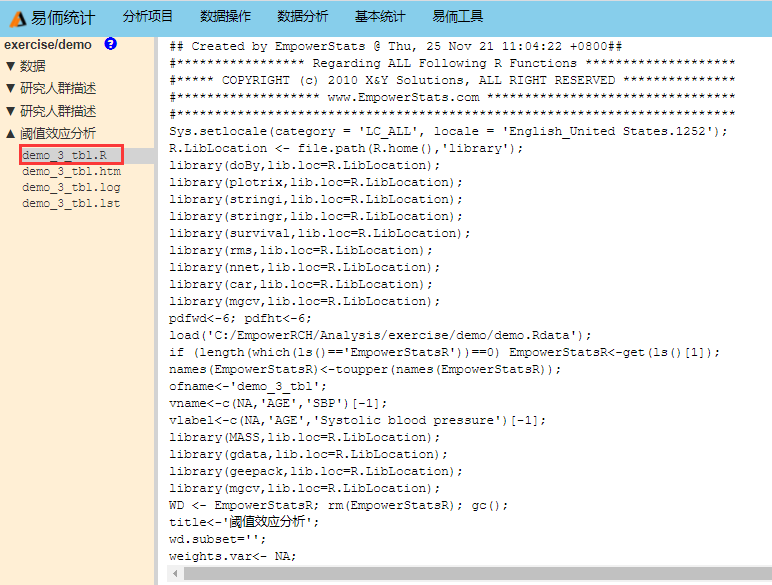 易侕统计 分析项目 数据操作 数据分析 基本统计 易侕工具
exercise/demo ?
▼ 数据
▼ 研究人群描述
▼ 研究人群描述
▲ 阈值效应分析
demo_3_tbl.R
demo_3_tbl.htm
demo_3_tbl.log
demo_3_tbl.lst
## Created by EmpowerStats @ Thu, 25 Nov 21 11:04:22 +0800##
#***************** Regarding ALL Following R Functions ********************
#***** COPYRIGHT (c) 2010 X&Y Solutions, ALL RIGHT RESERVED ***************
#******************* www.EmpowerStats.com *********************************
#**************************************************************************
Sys.setlocale(category = 'LC_ALL', locale = 'English_United States.1252');
R.LibLocation <- file.path(R.home(),'library');
library(doBy,lib.loc=R.LibLocation);
library(plotrix,lib.loc=R.LibLocation);
library(stringi,lib.loc=R.LibLocation);
library(stringr,lib.loc=R.LibLocation);
library(survival,lib.loc=R.LibLocation);
library(rms,lib.loc=R.LibLocation);
library(nnet,lib.loc=R.LibLocation);
library(car,lib.loc=R.LibLocation);
library(mgcv,lib.loc=R.LibLocation);
pdfwd<-6; pdfht<-6;
load('C:/EmpowerRCH/Analysis/exercise/demo/demo.Rdata');
if (length(which(ls()=='EmpowerStatsR'))==0) EmpowerStatsR<-get(ls()[1]);
names(EmpowerStatsR)<-toupper(names(EmpowerStatsR));
ofname<-'demo_3_tbl';
vname<-c(NA,'AGE','SBP')[-1];
vlabel<-c(NA,'AGE','Systolic blood pressure')[-1];
library(MASS,lib.loc=R.LibLocation);
library(gdata,lib.loc=R.LibLocation);
library(geepack,lib.loc=R.LibLocation);
library(mgcv,lib.loc=R.LibLocation);
WD <- EmpowerStatsR; rm(EmpowerStatsR); gc();
title<-'阈值效应分析';
wd.subset='';
weights.var<- NA;